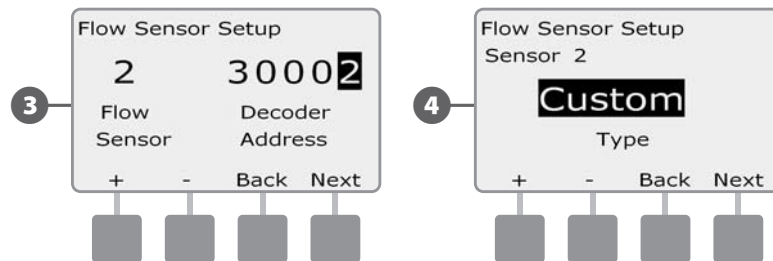 3
Flow Sensor Setup
2 30002
Flow Sensor
Decoder Address
+ - Back Next
4
Flow Sensor Setup
Sensor 2
Custom
Type
+ - Back Next